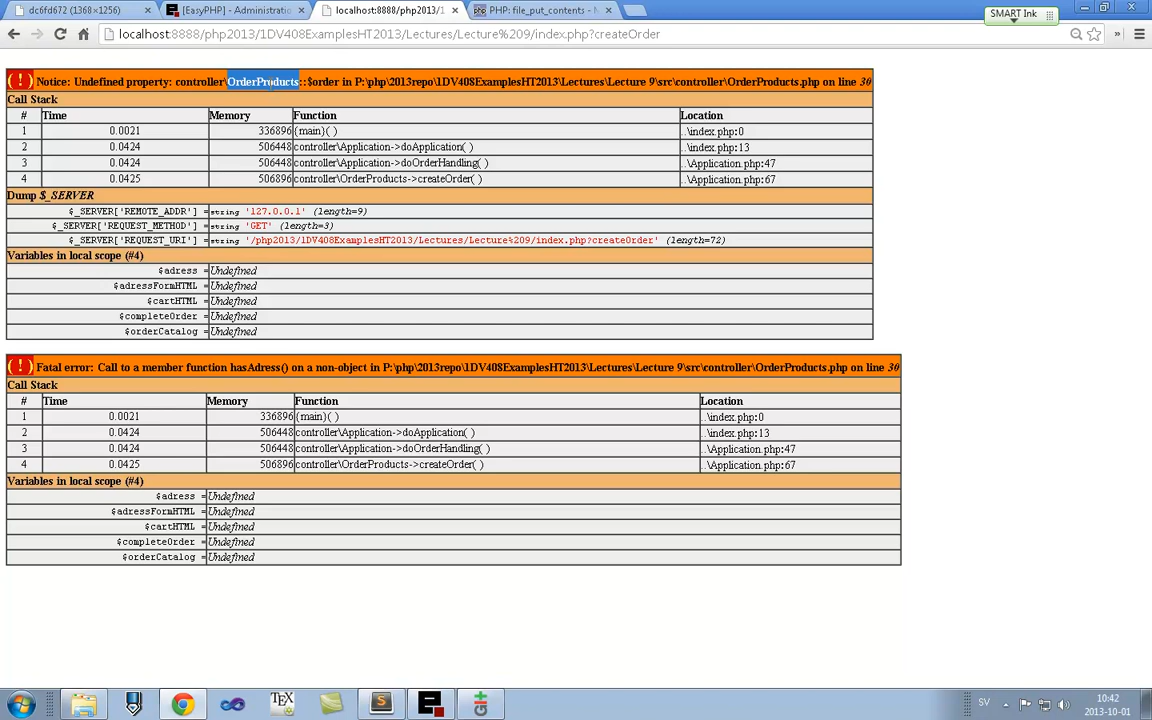 dc6fd672 (1368×1256)
[EasyPHP] - Administratio
localhost:8888/php2013/1
PHP: file_put_contents - M
SMART Ink
localhost:8888/php2013/1DV408ExamplesHT2013/Lectures/Lecture%209/index.php?createOrder
( ! ) Notice: Undefined property: controller\OrderProducts::$order in P:\php\2013repo\1DV408ExamplesHT2013\Lectures\Lecture 9\src\controller\OrderProducts.php on line 30
Call Stack
# Time Memory Function Location
1 0.0021 336896 {main}( ) ..\index.php:0
2 0.0424 506448 controller\Application->doApplication( ) ..\index.php:13
3 0.0424 506448 controller\Application->doOrderHandling( ) ..\Application.php:47
4 0.0425 506896 controller\OrderProducts->createOrder( ) ..\Application.php:67
Dump $_SERVER
$_SERVER['REMOTE_ADDR'] = string '127.0.0.1' (length=9)
$_SERVER['REQUEST_METHOD'] = string 'GET' (length=3)
$_SERVER['REQUEST_URI'] = string '/php2013/1DV408ExamplesHT2013/Lectures/Lecture%209/index.php?createOrder' (length=72)
Variables in local scope (#4)
$adress = Undefined
$adressFormHTML = Undefined
$cartHTML = Undefined
$completeOrder = Undefined
$orderCatalog = Undefined
( ! ) Fatal error: Call to a member function hasAdress() on a non-object in P:\php\2013repo\1DV408ExamplesHT2013\Lectures\Lecture 9\src\controller\OrderProducts.php on line 30
Call Stack
# Time Memory Function Location
1 0.0021 336896 {main}( ) ..\index.php:0
2 0.0424 506448 controller\Application->doApplication( ) ..\index.php:13
3 0.0424 506448 controller\Application->doOrderHandling( ) ..\Application.php:47
4 0.0425 506896 controller\OrderProducts->createOrder( ) ..\Application.php:67
Variables in local scope (#4)
$adress = Undefined
$adressFormHTML = Undefined
$cartHTML = Undefined
$completeOrder = Undefined
$orderCatalog = Undefined
TEX
SV
10:42
2013-10-01